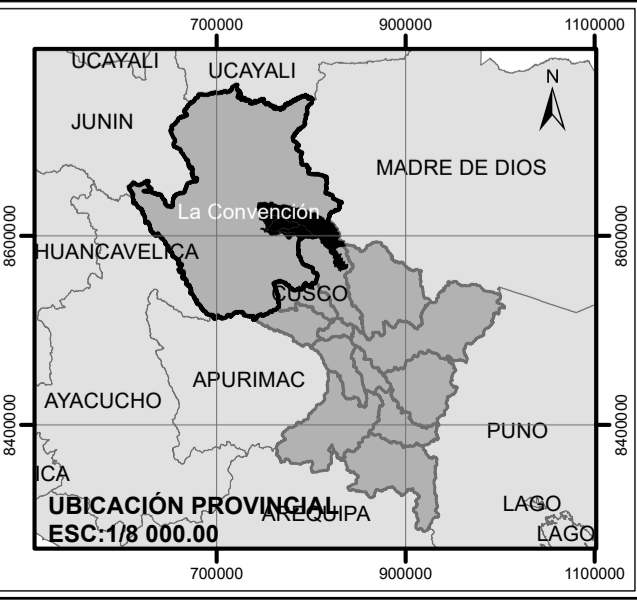 700000 900000 1100000
UCAYALI
UCAYALI
N
JUNIN
MADRE DE DIOS
La Convención
8600000 8600000
HUANCAVELICA
CUSCO
APURIMAC
AYACUCHO
8400000 8400000
PUNO
ICA
UBICACIÓN PROVINCIAL
LAGO
AREQUIPA
ESC:1/8 000.00
LAGO
700000 900000 1100000